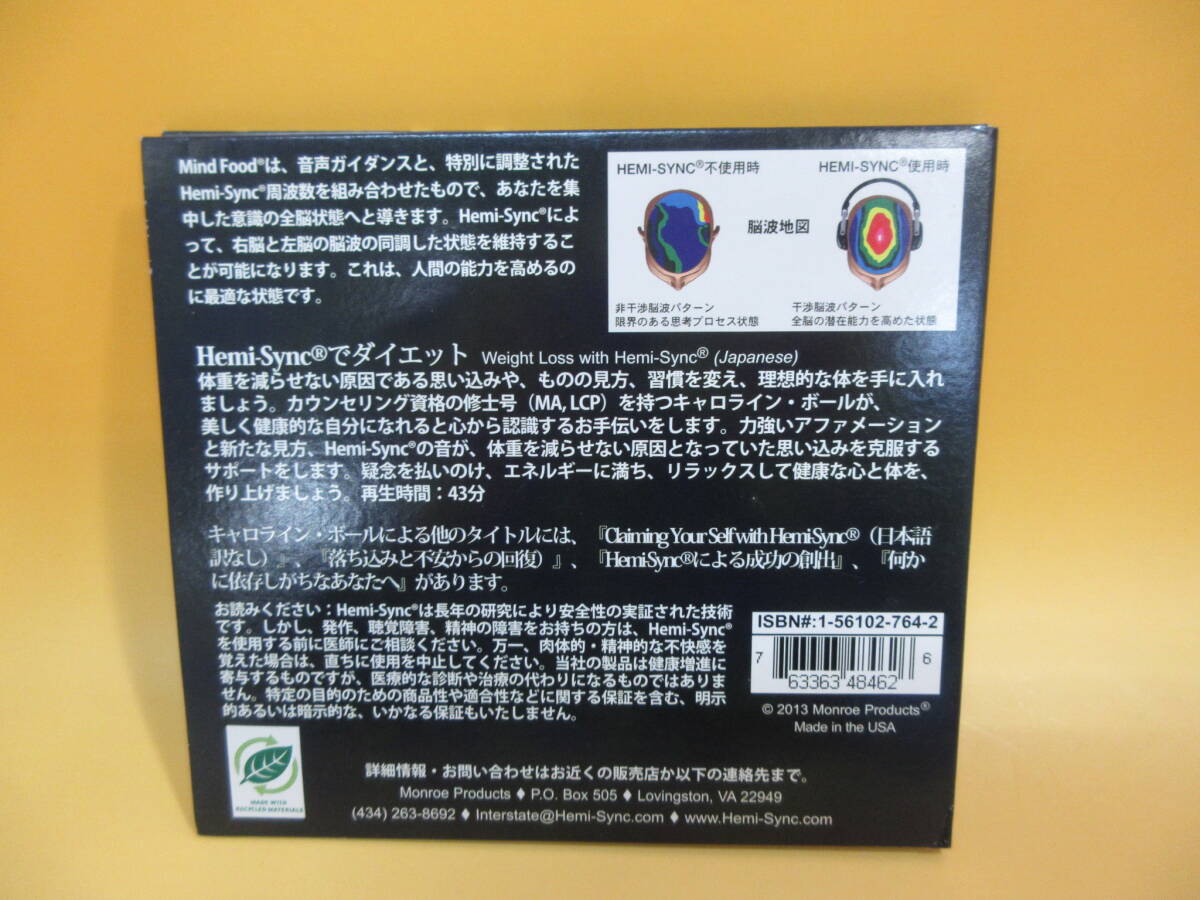 Mind Food®は、音声ガイダンスと、特別に調整された
Hemi-Sync®周波数を組み合わせたもので、あなたを集
中した意識の全脳状態へと導きます。Hemi-Sync®によ
って、右脳と左脳の脳波の同調した状態を維持するこ
とが可能になります。これは、人間の能力を高めるの
に最適な状態です。
HEMI-SYNC®不使用時
HEMI-SYNC®使用時
脳波地図
非干渉脳波パターン
限界のある思考プロセス状態
干渉脳波パターン
全脳の潜在能力を高めた状態
Hemi-Sync®でダイエット Weight Loss with Hemi-Sync® (Japanese)
体重を減らせない原因である思い込みや、ものの見方、習慣を変え、理想的な体を手に入れ
ましょう。カウンセリング資格の修士号（MA, LCP）を持つキャロライン・ボールが、
美しく健康的な自分になれると心から認識するお手伝いをします。力強いアファメーション
と新たな見方、Hemi-Sync®の音が、体重を減らせない原因となっていた思い込みを克服する
サポートをします。疑念を払いのけ、エネルギーに満ち、リラックスして健康な心と体を、
作り上げましょう。再生時間：43分
キャロライン・ボールによる他のタイトルには、『Claiming Your Self with Hemi-Sync®（日本語
訳なし）』、『落ち込みと不安からの回復）』、『Hemi-Sync®による成功の創出』、『何か
に依存しがちなあなたへ』があります。
お読みください：Hemi-Sync®は長年の研究により安全性の実証された技術
です。しかし、発作、聴覚障害、精神の障害をお持ちの方は、Hemi-Sync®
を使用する前に医師にご相談ください。万一、肉体的・精神的な不快感を
覚えた場合は、直ちに使用を中止してください。当社の製品は健康増進に
寄与するものですが、医療的な診断や治療の代わりになるものではありま
せん。特定の目的のための商品性や適合性などに関する保証を含む、明示
的あるいは暗示的な、いかなる保証もいたしません。
ISBN#:1-56102-764-2
7 63363 48462 6
© 2013 Monroe Products®
Made in the USA
MADE WITH
RECYCLED MATERIALS
詳細情報・お問い合わせはお近くの販売店か以下の連絡先まで。
Monroe Products ♦ P.O. Box 505 ♦ Lovingston, VA 22949
(434) 263-8692 ♦ Interstate@Hemi-Sync.com ♦ www.Hemi-Sync.com